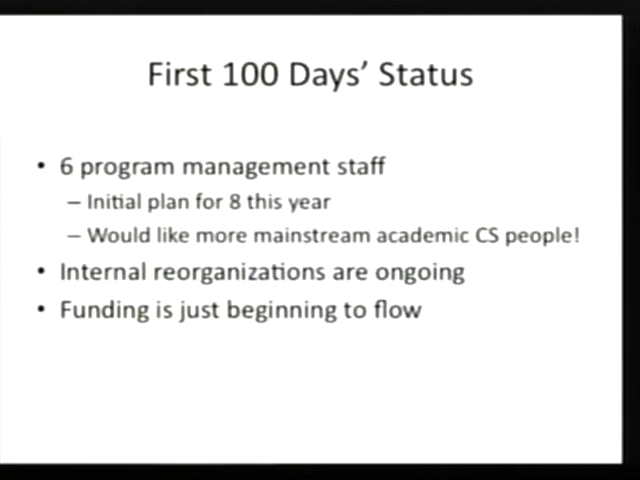 First 100 Days’ Status
• 6 program management staff
– Initial plan for 8 this year
– Would like more mainstream academic CS people!
• Internal reorganizations are ongoing
• Funding is just beginning to flow